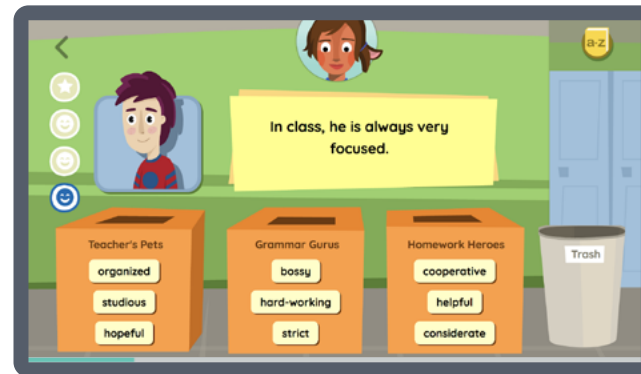 a-z
In class, he is always very
focused.
Teacher's Pets
organized
studious
hopeful
Grammar Gurus
bossy
hard-working
strict
Homework Heroes
cooperative
helpful
considerate
Trash